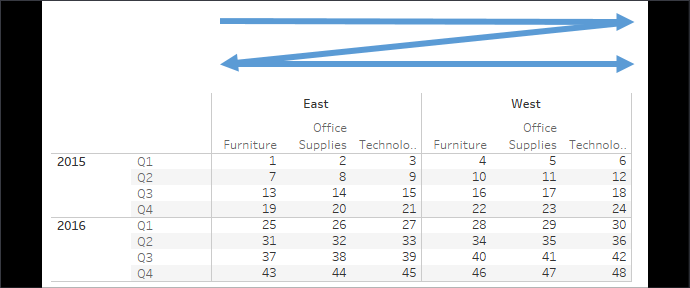 East West
Office Office
Furniture Supplies Technolo.. Furniture Supplies Technolo..
2015 Q1 1 2 3 4 5 6
Q2 7 8 9 10 11 12
Q3 13 14 15 16 17 18
Q4 19 20 21 22 23 24
2016 Q1 25 26 27 28 29 30
Q2 31 32 33 34 35 36
Q3 37 38 39 40 41 42
Q4 43 44 45 46 47 48